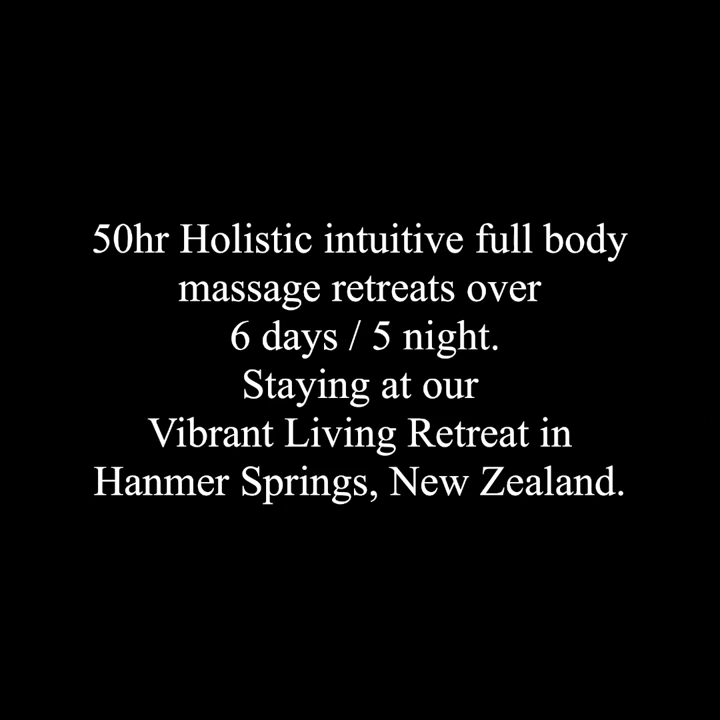 50hr Holistic intuitive full body
massage retreats over
6 days / 5 night.
Staying at our
Vibrant Living Retreat in
Hanmer Springs, New Zealand.